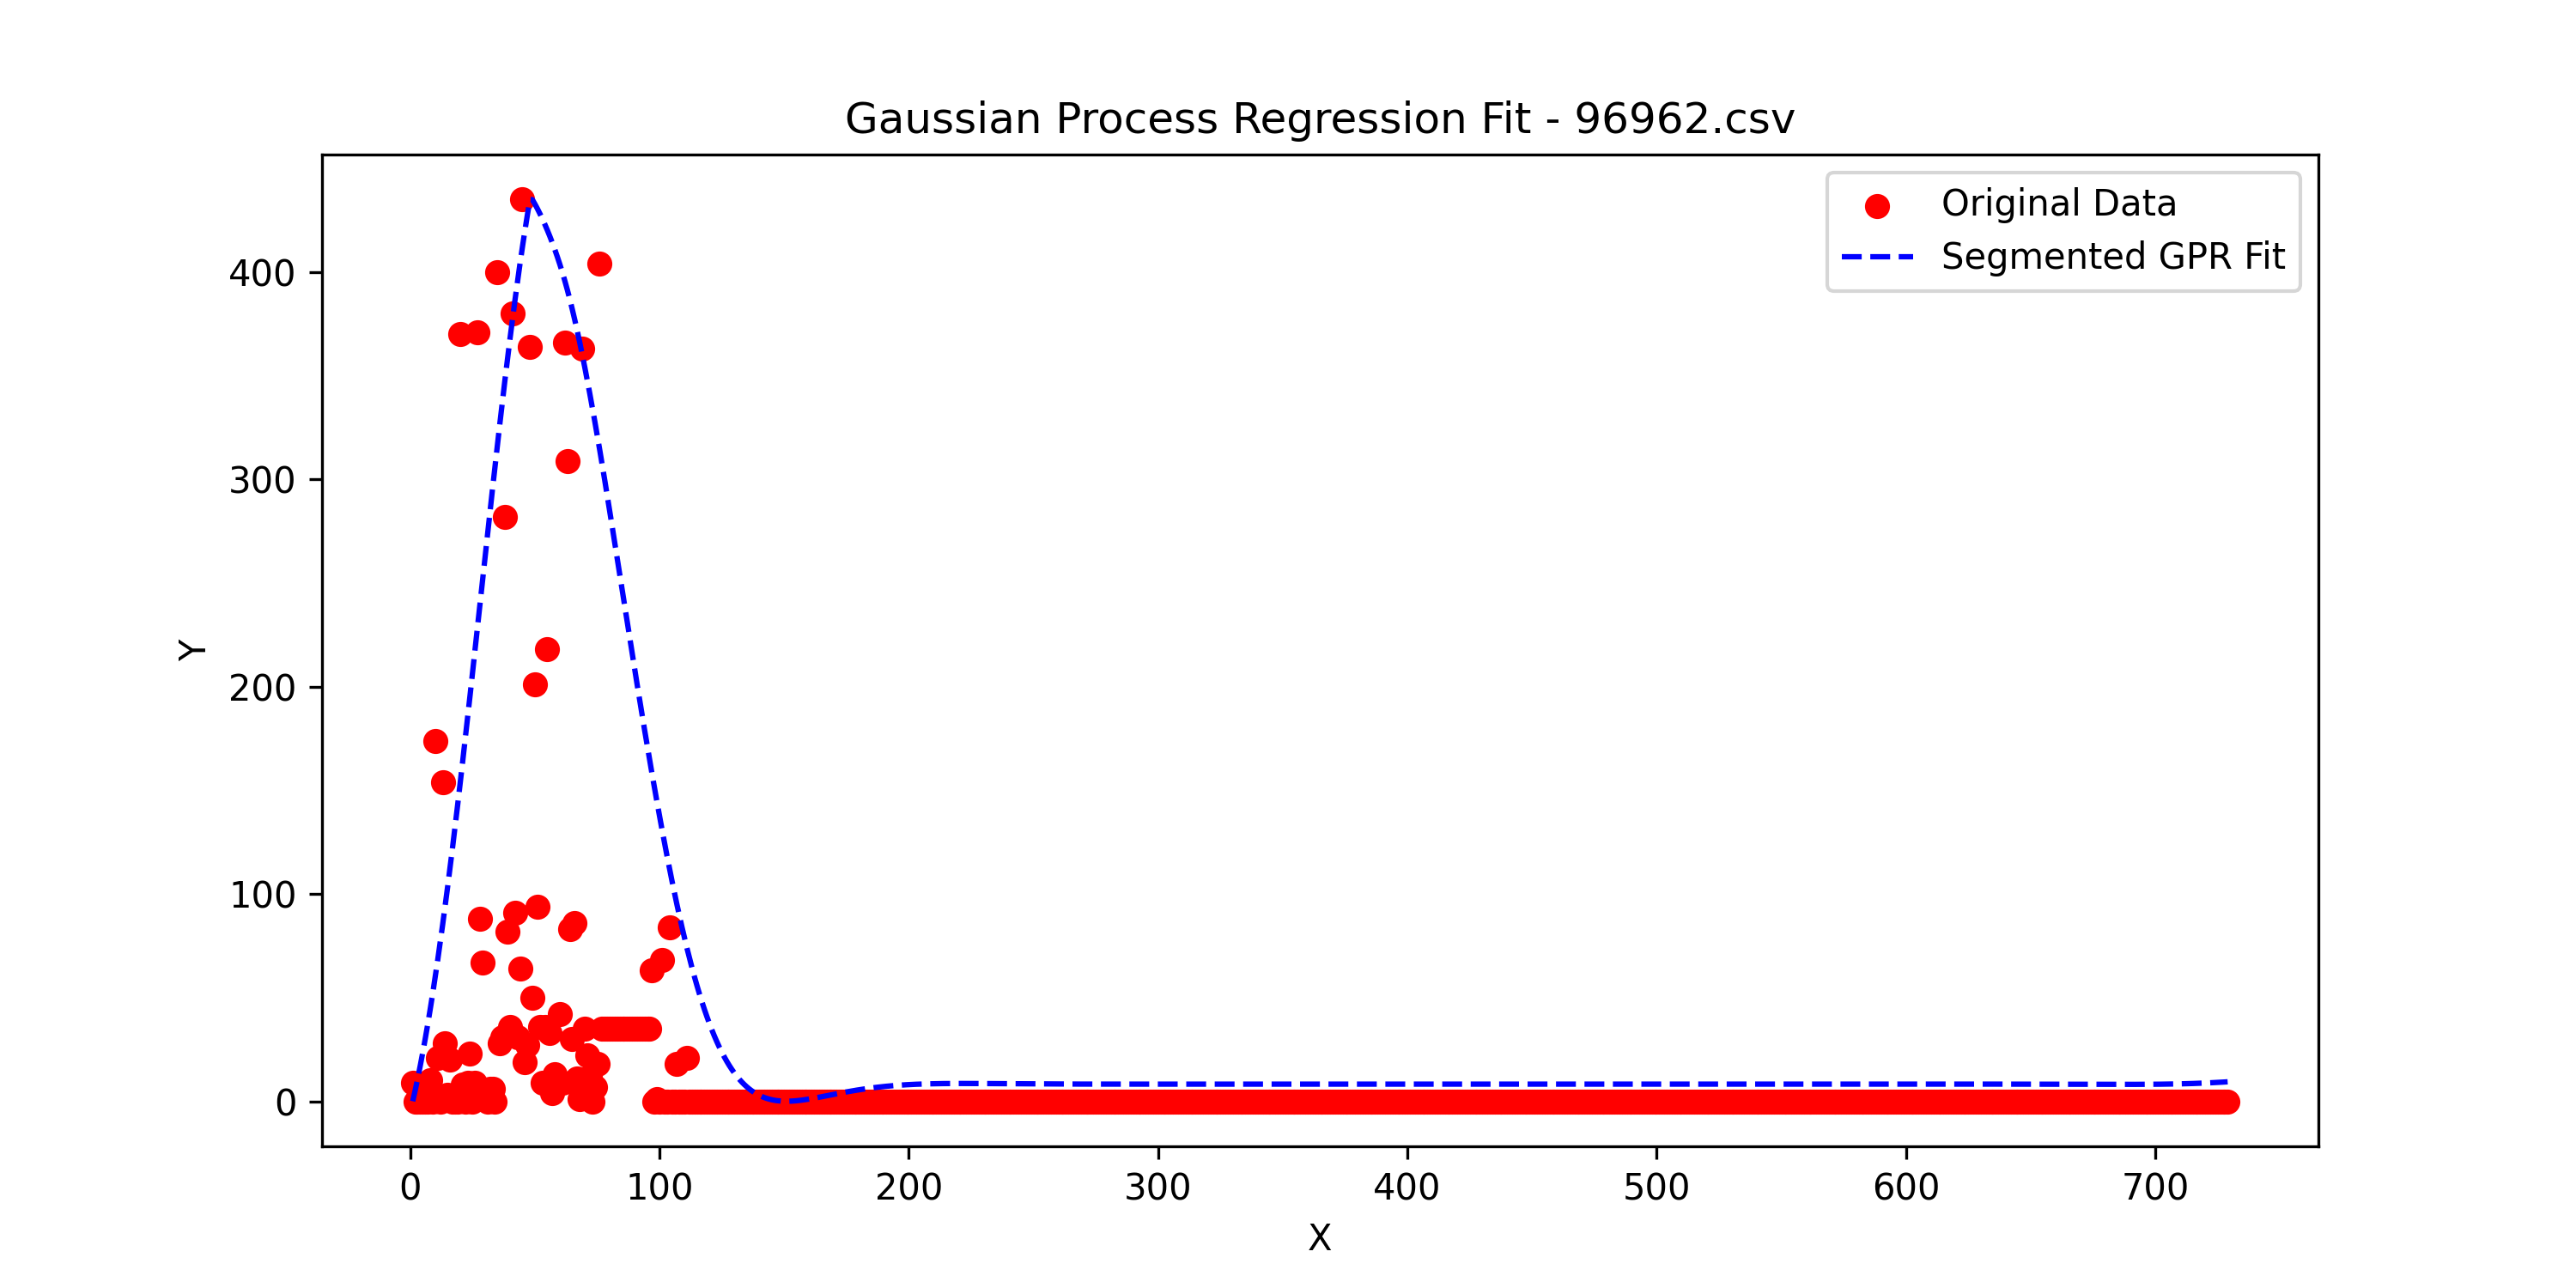 Gaussian Process Regression Fit - 96962.csv
Original Data
Segmented GPR Fit
Y
400
300
200
100
0
0 100 200 300 400 500 600 700
X